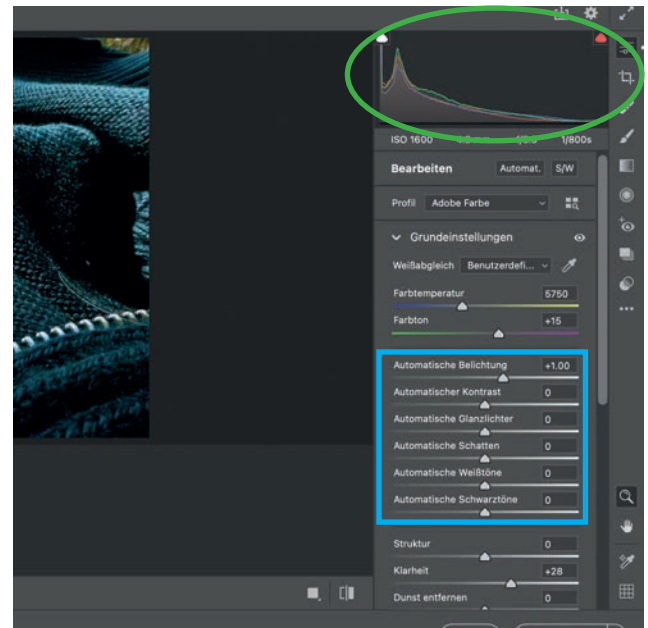 ISO 1600 1/800s
Bearbeiten Automat. S/W
Profil Adobe Farbe
Grundeinstellungen
Weißabgleich Benutzerdefi...
Farbtemperatur 5750
Farbton +15
Automatische Belichtung +1.00
Automatischer Kontrast 0
Automatische Glanzlichter 0
Automatische Schatten 0
Automatische Weißtöne 0
Automatische Schwarztöne 0
Struktur 0
Klarheit +28
Dunst entfernen 0